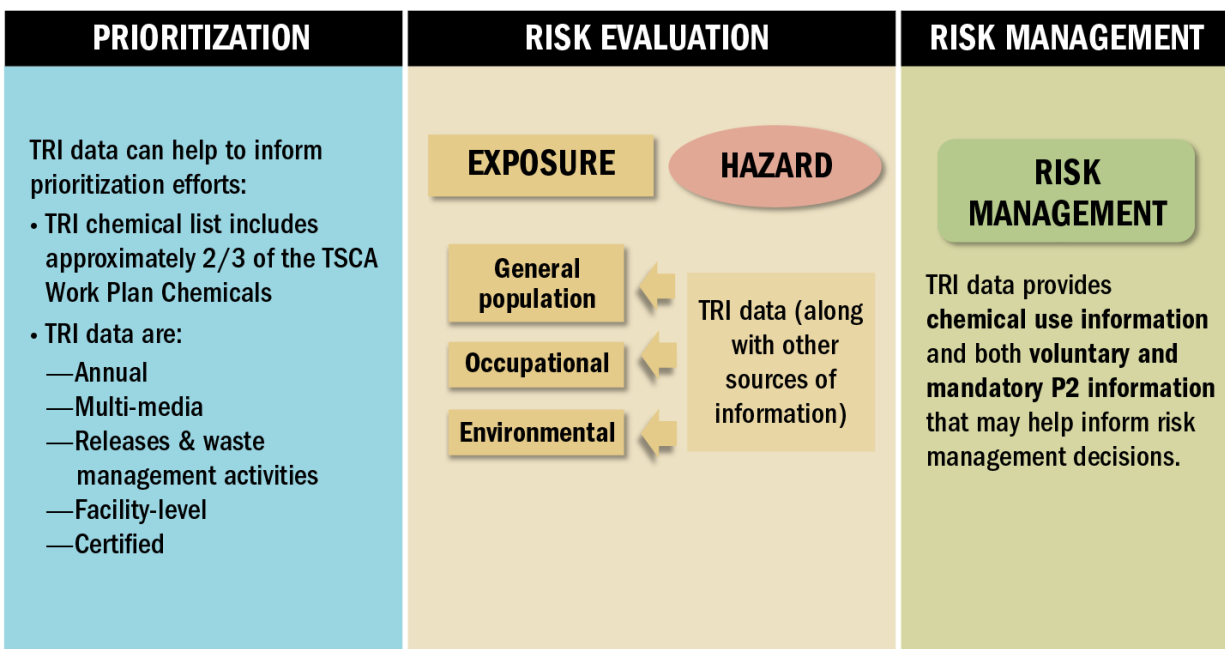 PRIORITIZATION
TRI data can help to inform
prioritization efforts:
• TRI chemical list includes
approximately 2/3 of the TSCA
Work Plan Chemicals
• TRI data are:
—Annual
—Multi-media
—Releases & waste
management activities
—Facility-level
—Certified
RISK EVALUATION
EXPOSURE
HAZARD
General
population
Occupational
Environmental
TRI data (along
with other
sources of
information)
RISK MANAGEMENT
RISK
MANAGEMENT
TRI data provides
chemical use information
and both voluntary and
mandatory P2 information
that may help inform risk
management decisions.